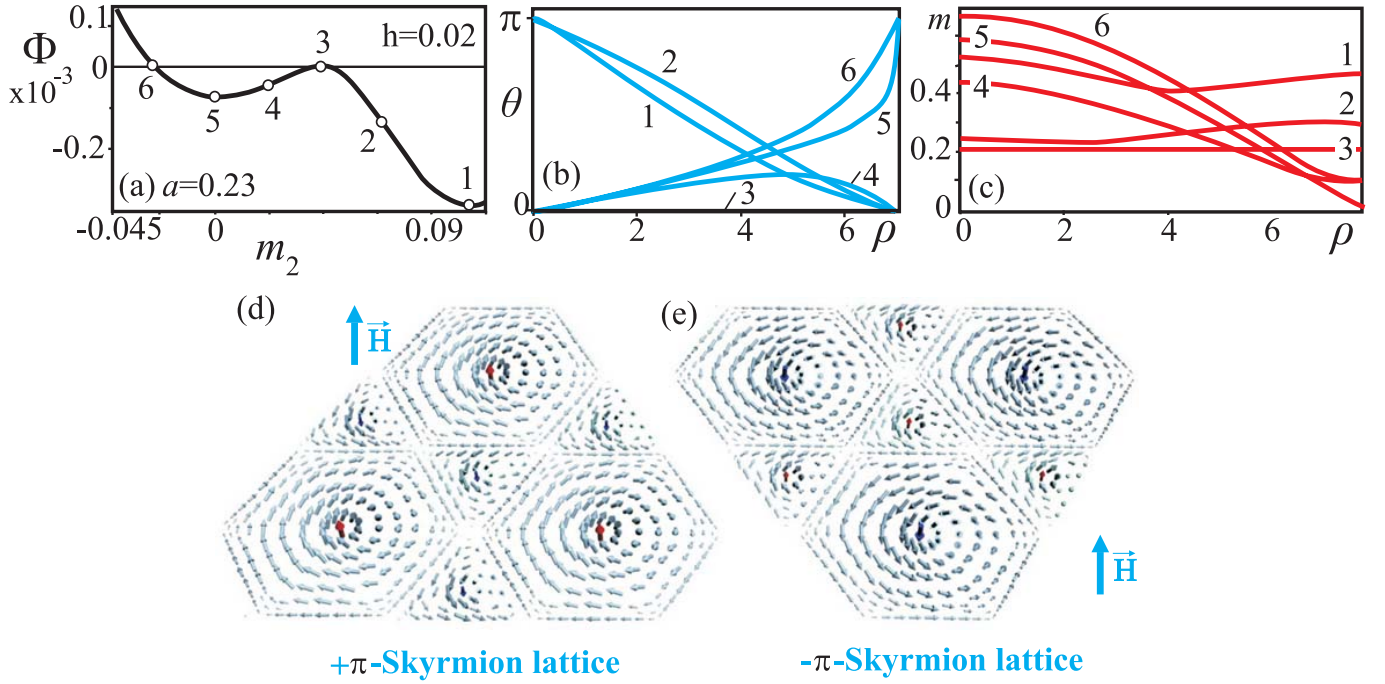 0.1
Φ
0
x10⁻³
-0.2
h=0.02
3
6
5
4
2
1
(a) a=0.23
-0.045
0
0.09
m₂
π
θ
0
2
1
6
5
(b)
3
4
0
2
4
6
ρ
m
0.4
0.2
0
6
5
4
1
2
3
(c)
0
2
4
6
ρ
(d)
H
(e)
H
+π-Skyrmion lattice
-π-Skyrmion lattice